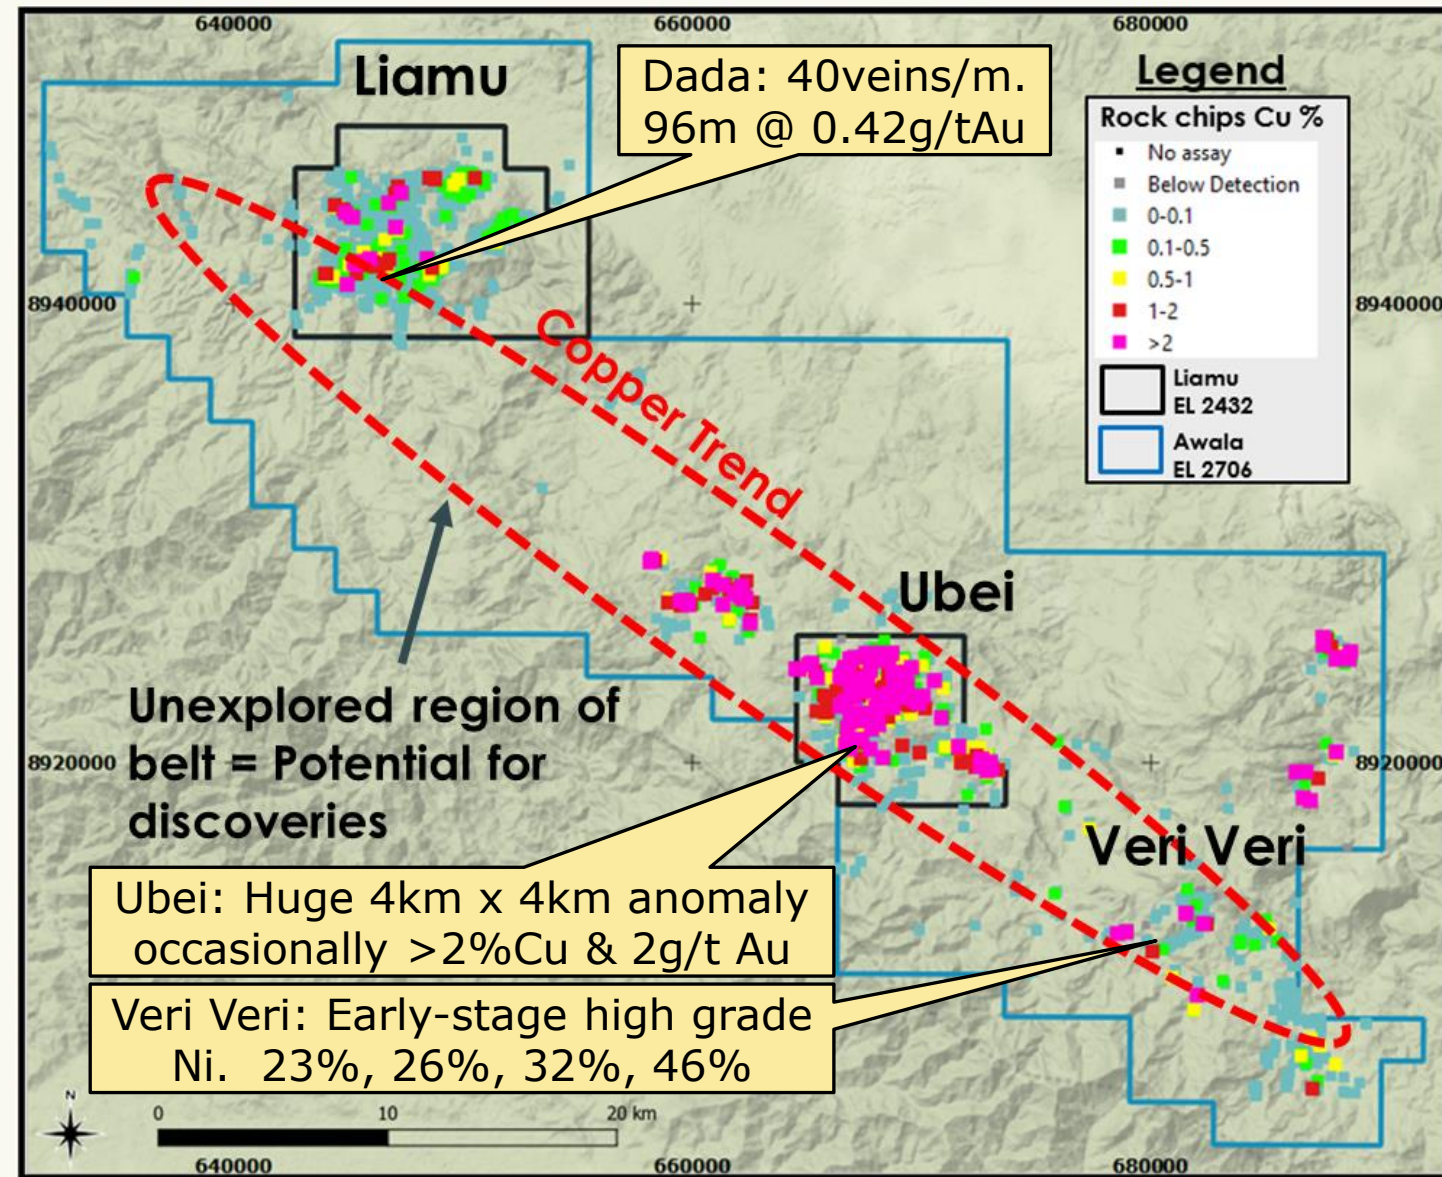 640000
660000
680000
Liamu
Dada: 40veins/m.
96m @ 0.42g/tAu
Legend
Rock chips Cu %
No assay
Below Detection
0-0.1
0.1-0.5
0.5-1
1-2
>2
Liamu
EL 2432
Awala
EL 2706
8940000
8940000
Copper Trend
Ubei
Unexplored region of
belt = Potential for
discoveries
8920000
8920000
Veri Veri
Ubei: Huge 4km x 4km anomaly
occasionally >2%Cu & 2g/t Au
Veri Veri: Early-stage high grade
Ni.  23%, 26%, 32%, 46%
N
0
10
20 km
640000
660000
680000